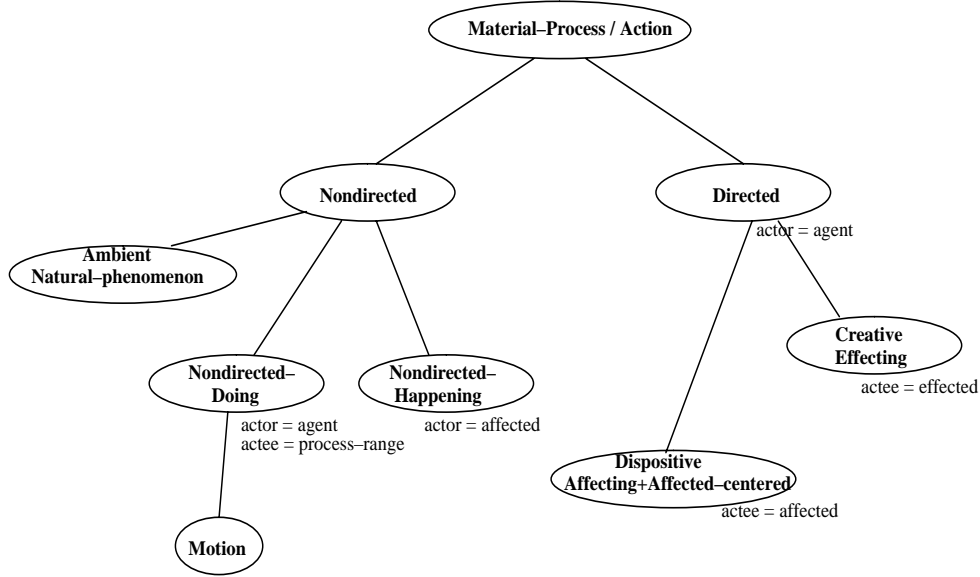 Material–Process / Action
Nondirected
Directed
actor = agent
Ambient
Natural–phenomenon
Creative
Effecting
actee = effected
Nondirected–
Doing
actor = agent
actee = process–range
Nondirected–
Happening
actor = affected
Dispositive
Affecting+Affected–centered
actee = affected
Motion